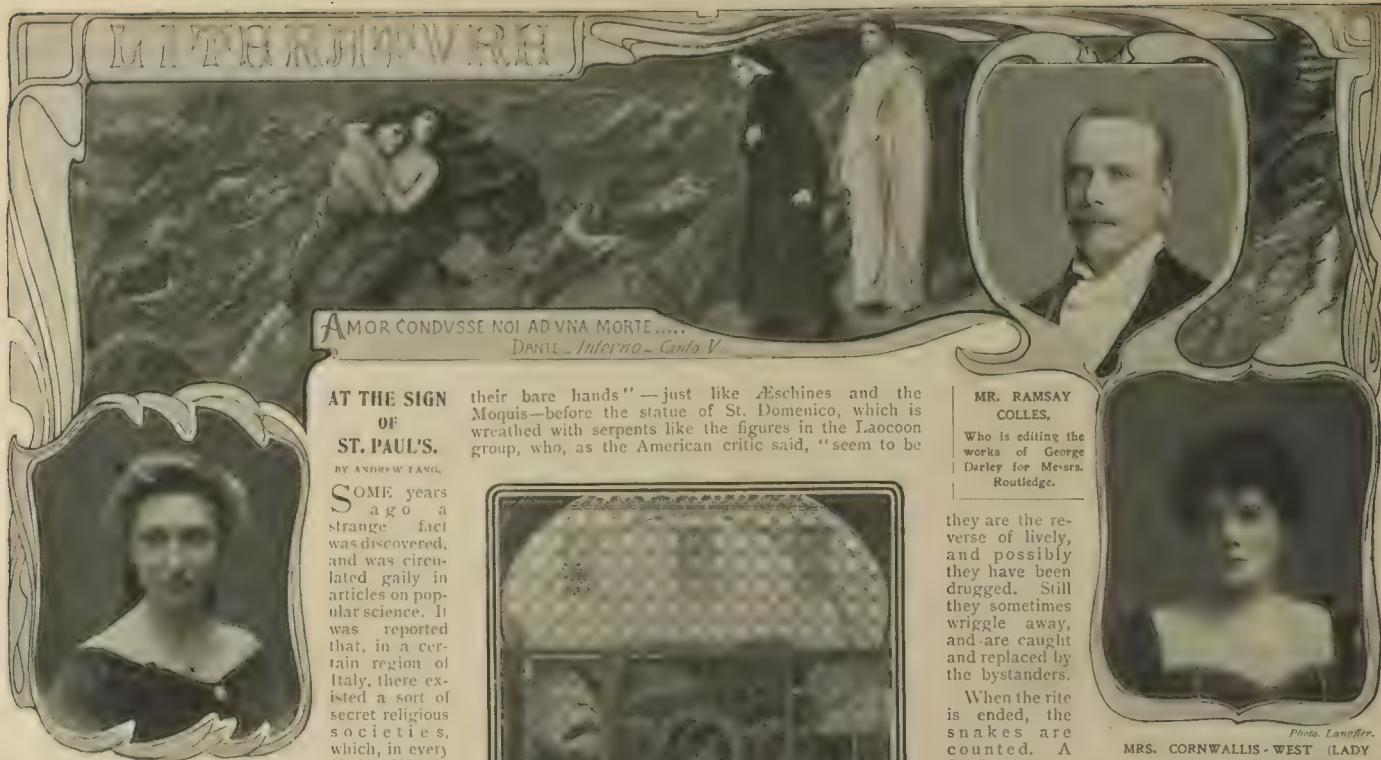 LITERATVRE
AMOR CONDVSSE NOI AD VNA MORTE.....
DANTE - Inferno - Canto V.
AT THE SIGN
OF
ST. PAUL'S.
BY ANDREW LANG.
SOME years
ago a
strange fact
was discovered,
and was circu-
lated gaily in
articles on pop-
ular science. It
was reported
that, in a cer-
tain region of
Italy, there ex-
isted a sort of
secret religious
societies,
which, in every
their bare hands"—just like Æschines and the
Moquis—before the statue of St. Domenico, which is
wreathed with serpents like the figures in the Laocoon
group, who, as the American critic said, "seem to be
MR. RAMSAY
COLLES,
Who is editing the
works of George
Darley for Messrs.
Routledge.
they are the re-
verse of lively,
and possibly
they have been
drugged. Still
they sometimes
wriggle away,
and are caught
and replaced by
the bystanders.
When the rite
is ended, the
snakes are
counted. A
Photo. Langfier.
MRS. CORNWALLIS-WEST (LADY